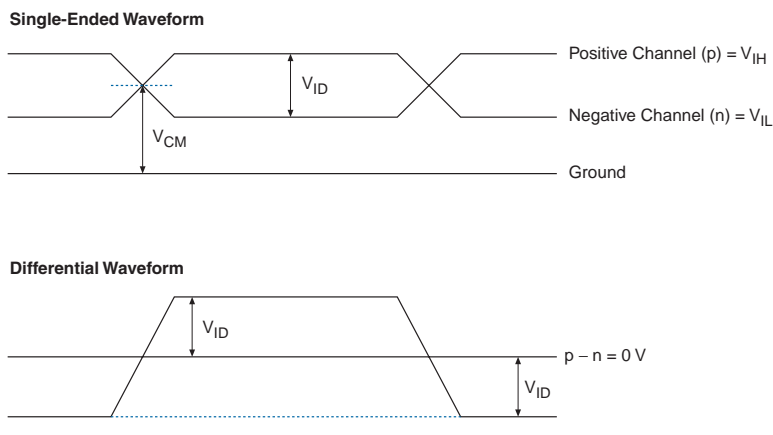 Single-Ended Waveform
Positive Channel (p) = VIH
VID
Negative Channel (n) = VIL
VCM
Ground
Differential Waveform
VID
p − n = 0 V
VID